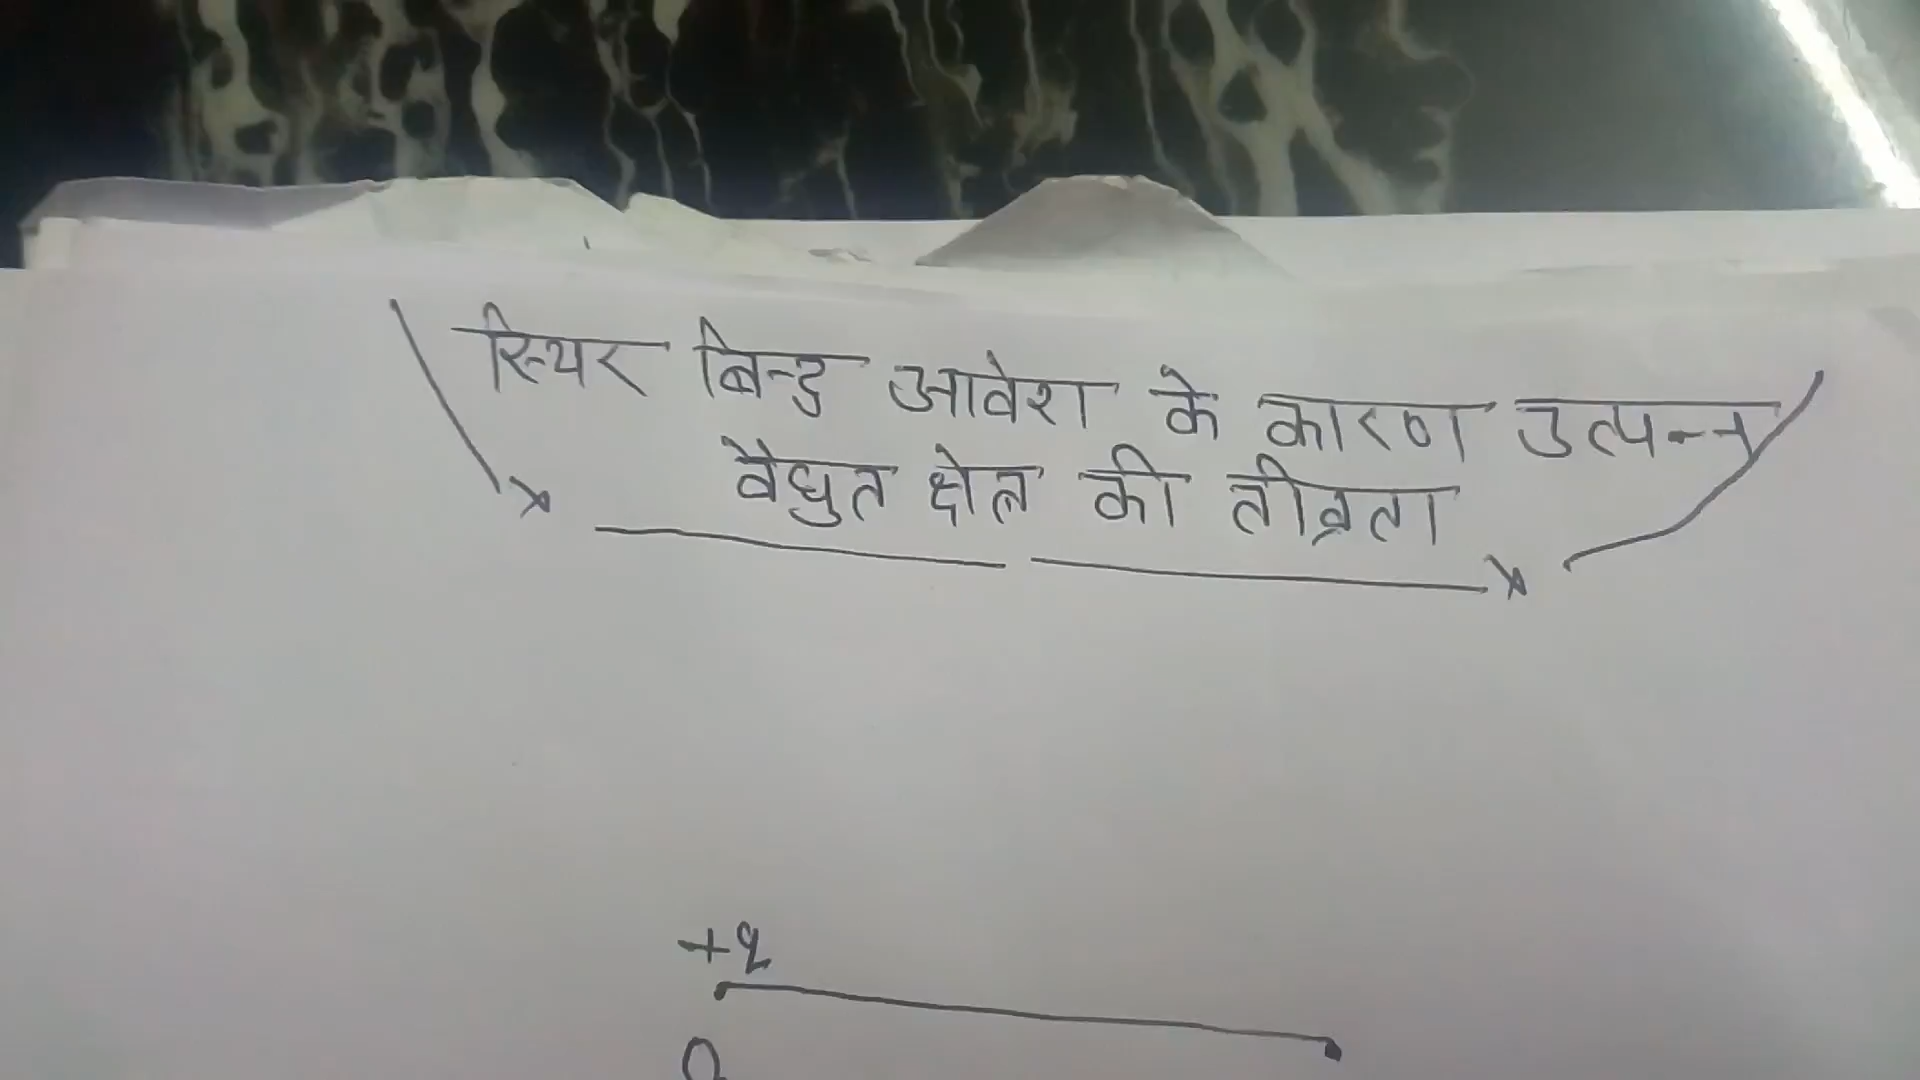 स्थिर बिन्दु आवेश के कारण उत्पन्न
वैधुत क्षेत्र की तीव्रता
+q
O